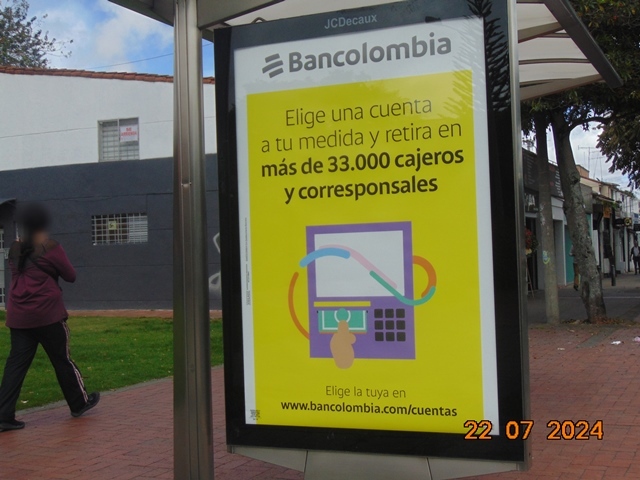 JCDecaux
Bancolombia
Elige una cuenta
a tu medida y retira en
más de 33.000 cajeros
y corresponsales
Elige la tuya en
www.bancolombia.com/cuentas
22 07 2024